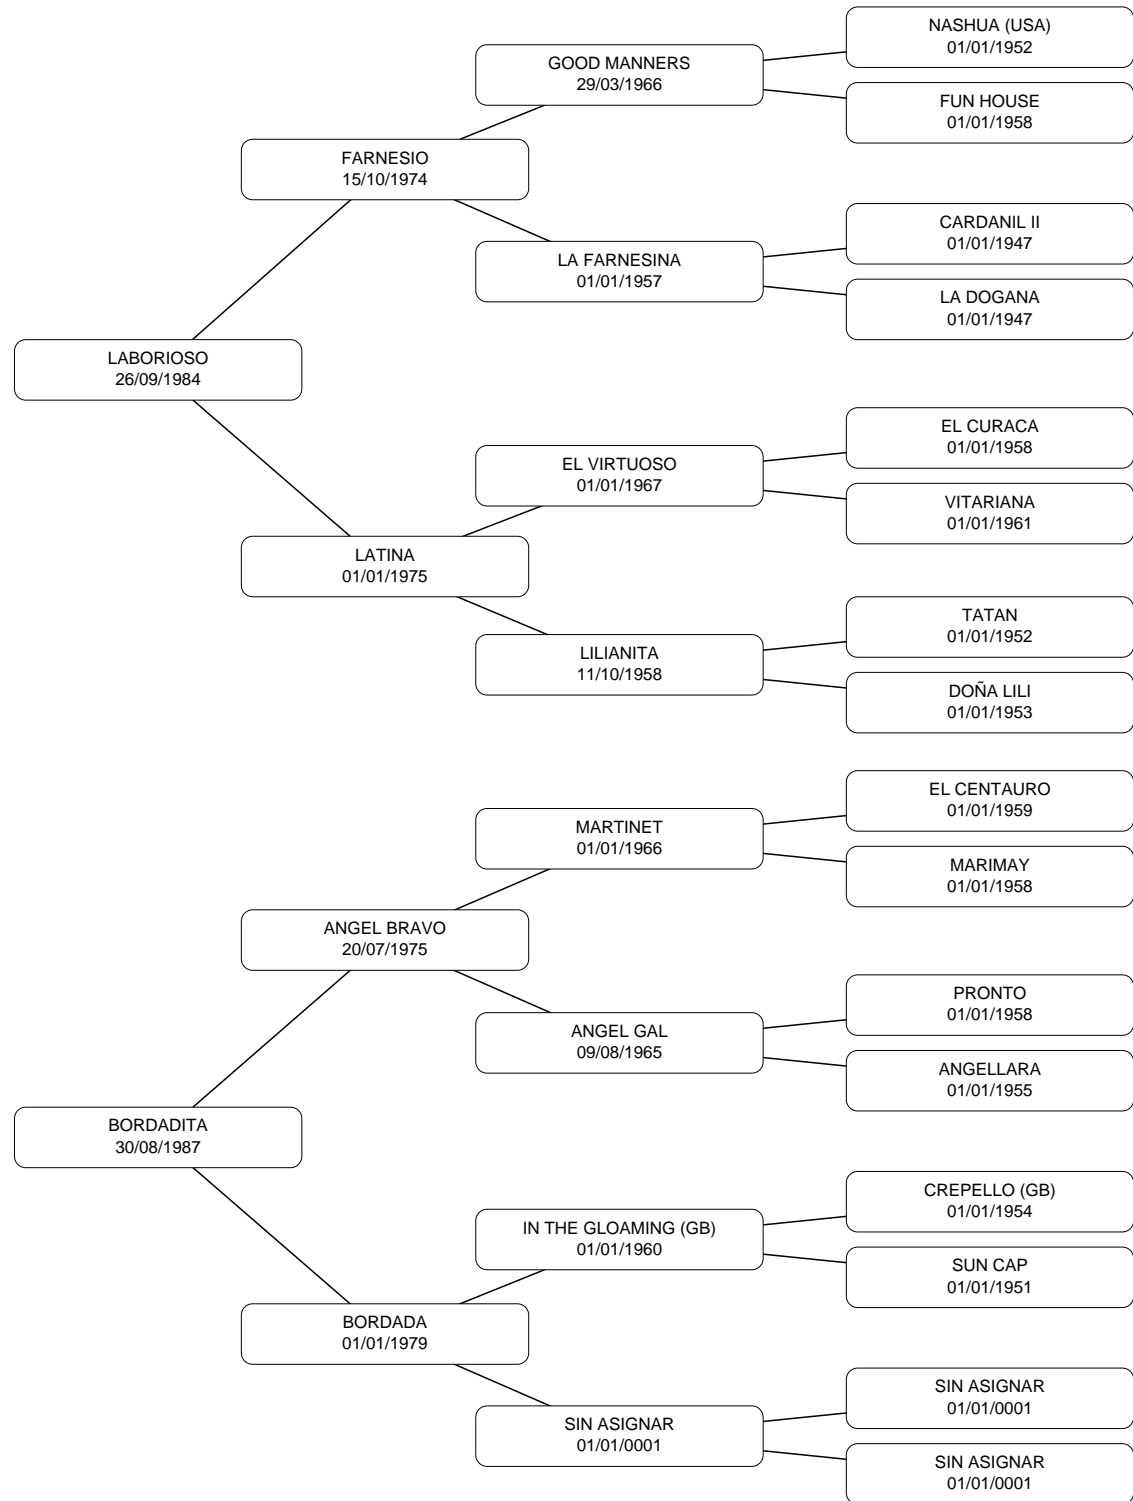 NASHUA (USA)
01/01/1952
GOOD MANNERS
29/03/1966
FUN HOUSE
01/01/1958
FARNESIO
15/10/1974
CARDANIL II
01/01/1947
LA FARNESINA
01/01/1957
LA DOGANA
01/01/1947
LABORIOSO
26/09/1984
EL CURACA
01/01/1958
EL VIRTUOSO
01/01/1967
VITARIANA
01/01/1961
LATINA
01/01/1975
TATAN
01/01/1952
LILIANITA
11/10/1958
DOÑA LILI
01/01/1953
EL CENTAURO
01/01/1959
MARTINET
01/01/1966
MARIMAY
01/01/1958
ANGEL BRAVO
20/07/1975
PRONTO
01/01/1958
ANGEL GAL
09/08/1965
ANGELLARA
01/01/1955
BORDADITA
30/08/1987
CREPELLO (GB)
01/01/1954
IN THE GLOAMING (GB)
01/01/1960
SUN CAP
01/01/1951
BORDADA
01/01/1979
SIN ASIGNAR
01/01/0001
SIN ASIGNAR
01/01/0001
SIN ASIGNAR
01/01/0001